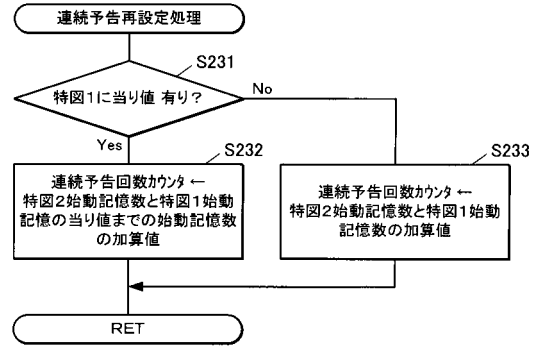 連続予告再設定処理
S231
特図1に当り値 有り?
No
Yes
S232
連続予告回数カウンタ ←
特図2始動記憶数と特図1始動
記憶の当り値までの始動記憶数
の加算値
S233
連続予告回数カウンタ ←
特図2始動記憶数と特図1始動
記憶数の加算値
RET